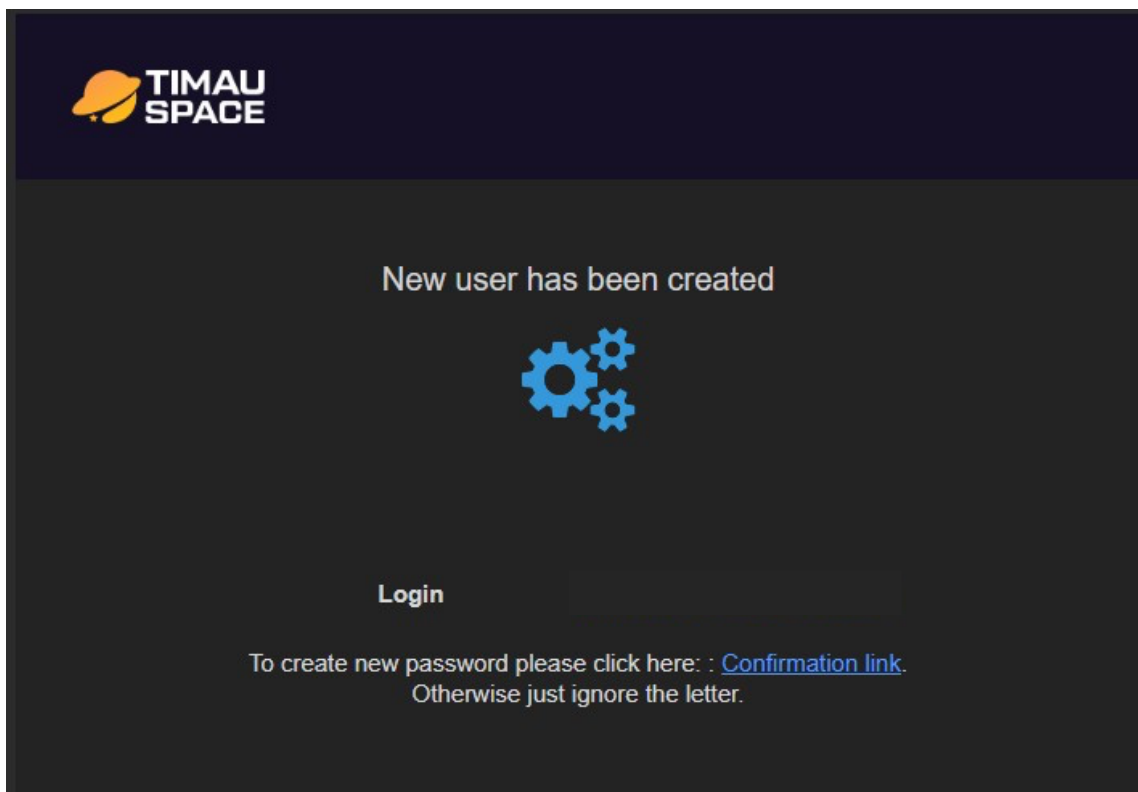 TIMAU
SPACE
New user has been created
Login
To create new password please click here: : Confirmation link.
Otherwise just ignore the letter.